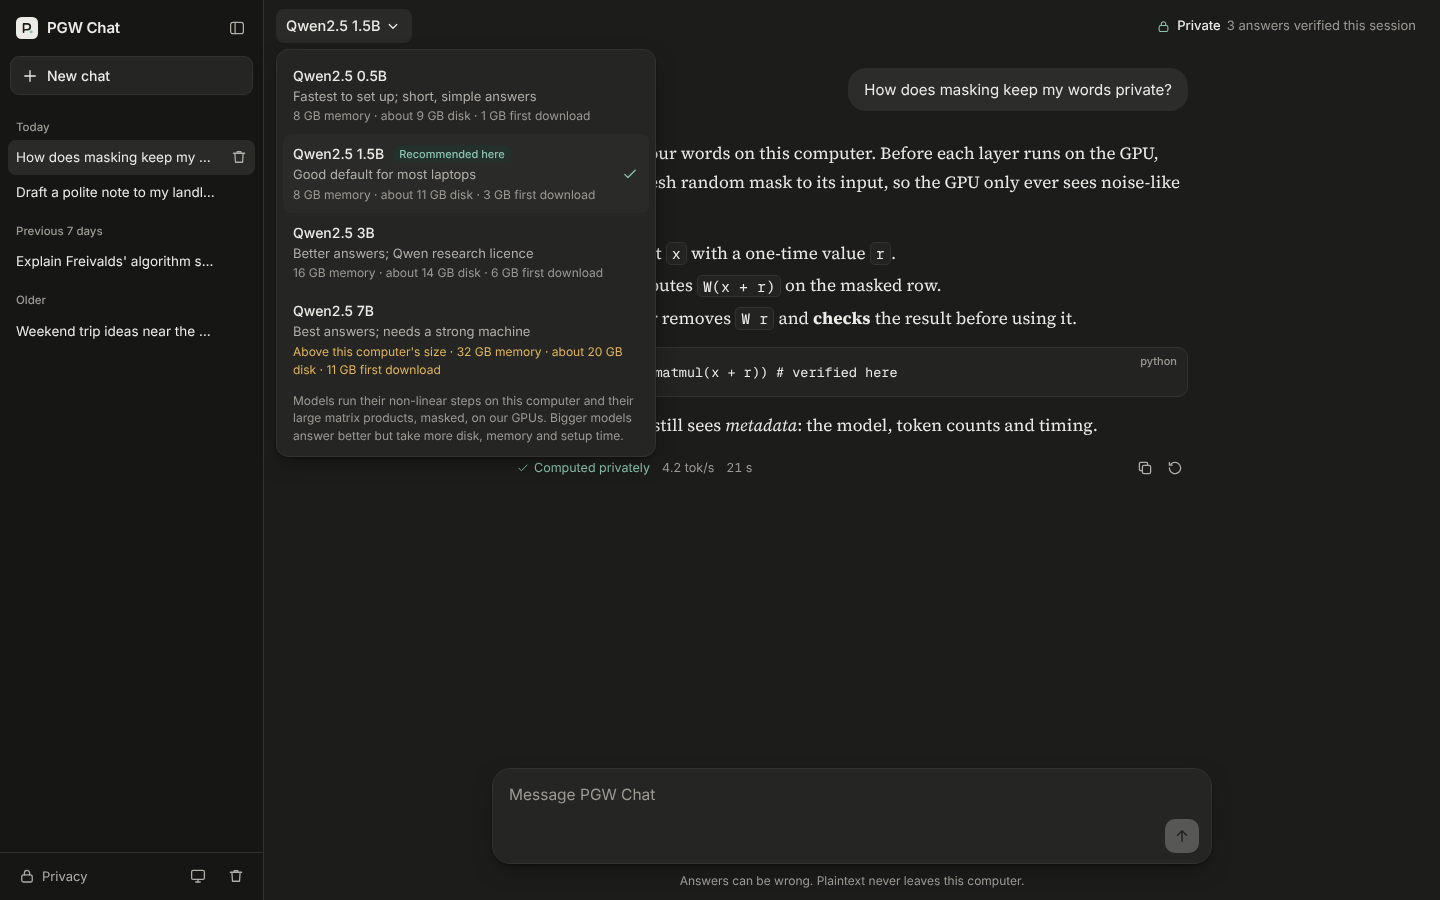 PGW Chat
New chat
Today
How does masking keep my ...
Draft a polite note to my landl...
Previous 7 days
Explain Freivalds' algorithm s...
Older
Weekend trip ideas near the ...
Privacy
Qwen2.5 1.5B
Private 3 answers verified this session
Qwen2.5 0.5B
Fastest to set up; short, simple answers
8 GB memory · about 9 GB disk · 1 GB first download
Qwen2.5 1.5B Recommended here
Good default for most laptops
8 GB memory · about 11 GB disk · 3 GB first download
Qwen2.5 3B
Better answers; Qwen research licence
16 GB memory · about 14 GB disk · 6 GB first download
Qwen2.5 7B
Best answers; needs a strong machine
Above this computer's size · 32 GB memory · about 20 GB
disk · 11 GB first download
Models run their non-linear steps on this computer and their
large matrix products, masked, on our GPUs. Bigger models
answer better but take more disk, memory and setup time.
How does masking keep my words private?
our words on this computer. Before each layer runs on the GPU,
esh random mask to its input, so the GPU only ever sees noise-like
t x with a one-time value r.
putes W(x + r) on the masked row.
r removes W r and checks the result before using it.
python
matmul(x + r)) # verified here
still sees metadata: the model, token counts and timing.
Computed privately 4.2 tok/s 21 s
Message PGW Chat
Answers can be wrong. Plaintext never leaves this computer.